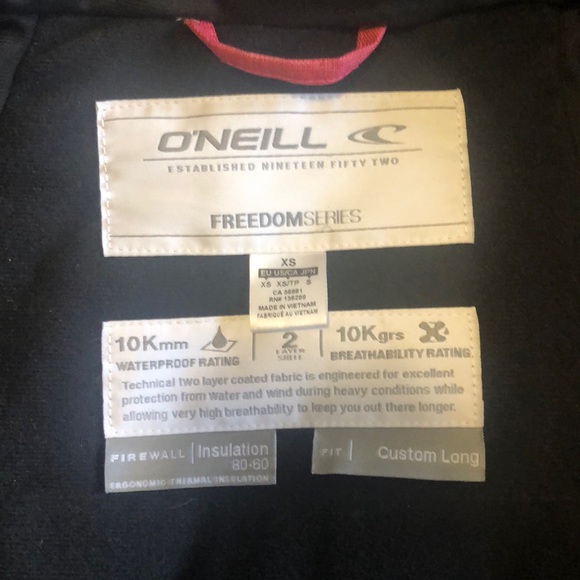 O'NEILL
ESTABLISHED NINETEEN FIFTY TWO
FREEDOMSERIES
XS
EU US/CA JPN
XS XS/TP S
MADE IN VIETNAM
FABRIQUÉ AU VIETNAM
10Kmm
WATERPROOF RATING
2
LAYER
10Kgrs
BREATHABILITY RATING
Technical two layer coated fabric is engineered for excellent
protection from water and wind during heavy conditions while
allowing very high breathability to keep you out there longer.
FIREWALL | Insulation
80-60
ERGONOMIC THERMAL INSULATION
FIT | Custom Long